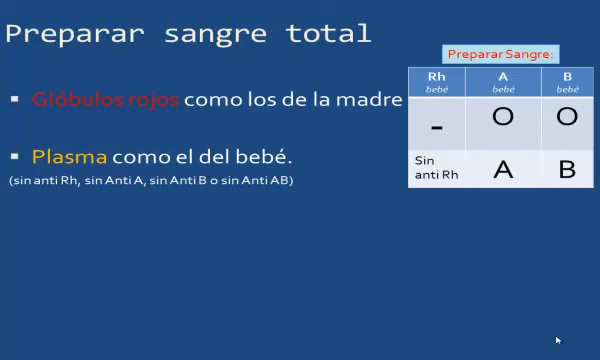 Preparar sangre total
Preparar Sangre:
▪ Glóbulos rojos como los de la madre
▪ Plasma como el del bebé.
(sin anti Rh, sin Anti A, sin Anti B o sin Anti AB)
Rh A B
bebé bebé bebé
- O O
Sin
anti Rh A B